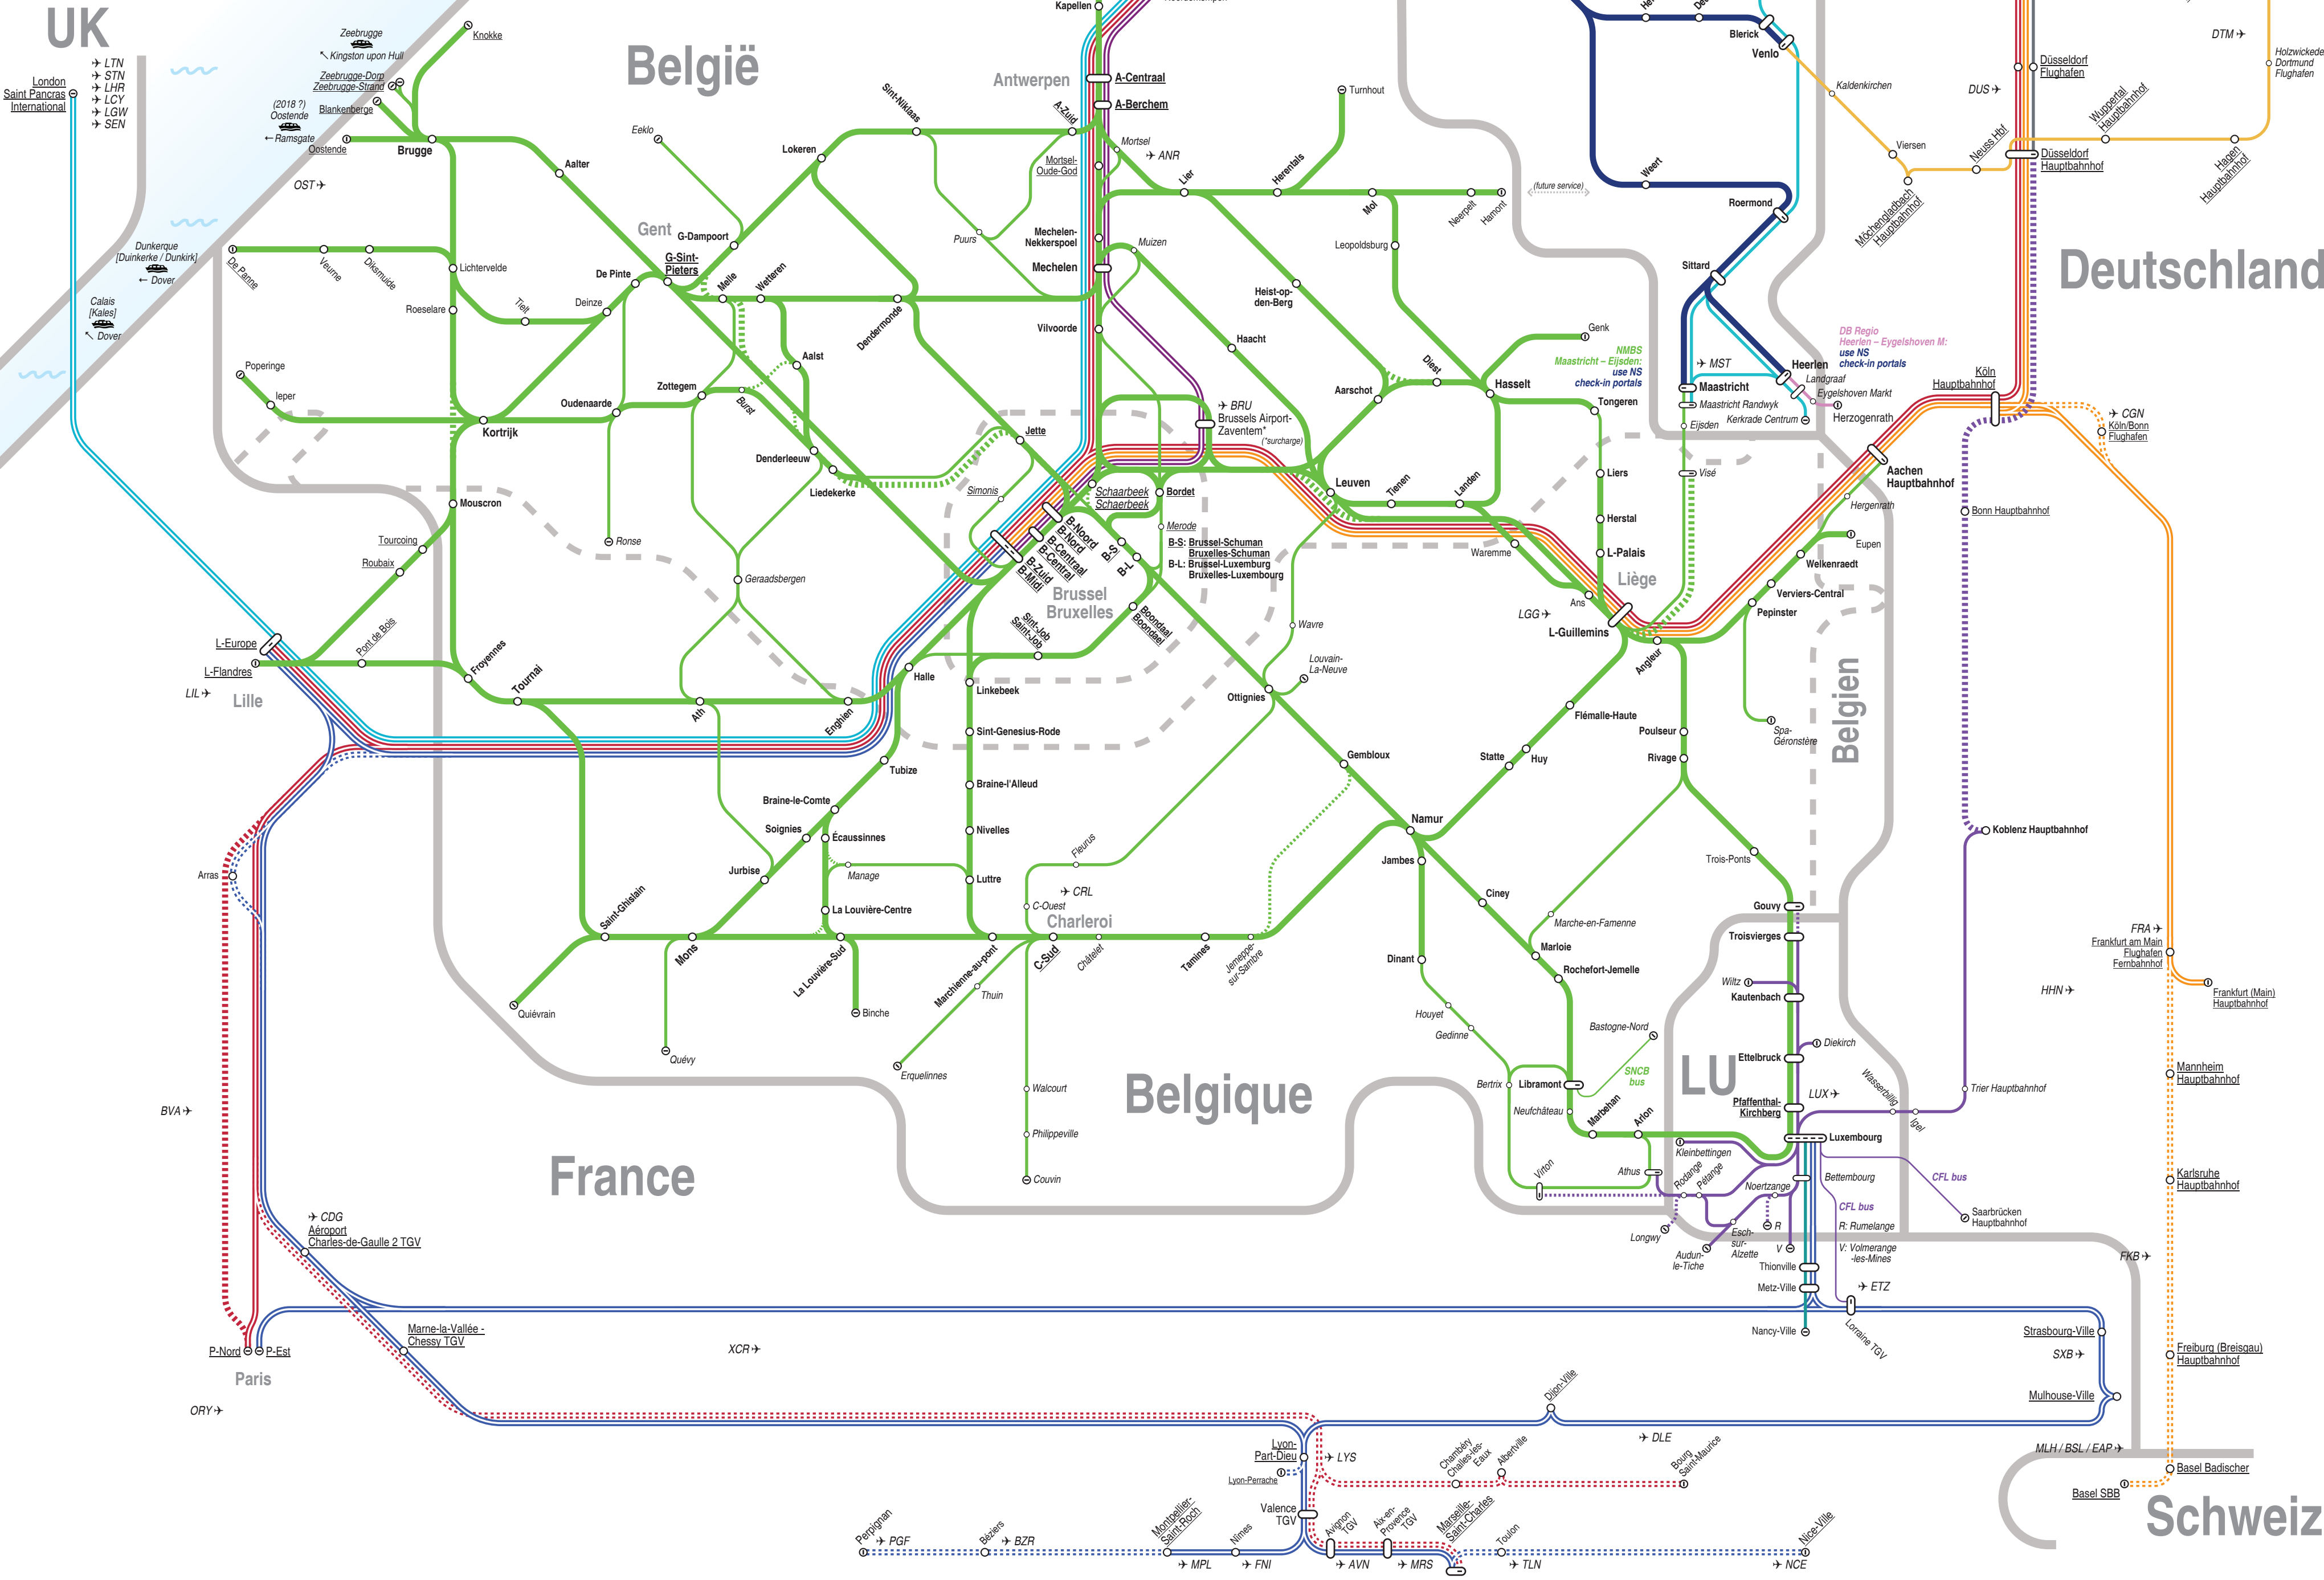 UK
✈ LTN
✈ STN
✈ LHR
✈ LCY
✈ LGW
✈ SEN
London
Saint Pancras
International
Zeebrugge
↖ Kingston upon Hull
Knokke
Zeebrugge-Dorp
Zeebrugge-Strand
Blankenberge
(2018 ?)
Oostende
← Ramsgate
Oostende
Brugge
OST ✈
Dunkerque
[Duinkerke / Dunkirk]
← Dover
Calais
[Kales]
↖ Dover
België
Kapellen
Antwerpen
A-Centraal
A-Berchem
A-Zuid
Mortsel
✈ ANR
Mortsel-
Oude-God
Sint-Niklaas
Lokeren
Eeklo
Aalter
Gent
G-Dampoort
G-Sint-
Pieters
De Pinte
Deinze
Tielt
Melle
Wetteren
Dendermonde
Puurs
Mechelen-
Nekkerspoel
Mechelen
Muizen
Vilvoorde
Turnhout
Lier
Herentals
Mol
Neerpelt
Hamont
(future service)
Leopoldsburg
Heist-op-
den-Berg
Haacht
Aarschot
Diest
Hasselt
Genk
Tongeren
Liers
Herstal
L-Palais
Liège
L-Guillemins
LGG ✈
Ans
Waremme
Landen
Tienen
Leuven
De Panne
Veurne
Diksmuide
Lichtervelde
Roeselare
Poperinge
Ieper
Kortrijk
Oudenaarde
Zottegem
Burst
Aalst
Denderleeuw
Liedekerke
Ronse
Geraadsbergen
Mouscron
Tourcoing
Roubaix
L-Europe
L-Flandres
Pont de Bois
LIL ✈
Lille
Froyennes
Tournai
Ath
Enghien
Halle
Jette
Simonis
Schaarbeek
Schaerbeek
Bordet
Merode
✈ BRU
Brussels Airport-
Zaventem*
(*surcharge)
B-Noord
B-Nord
B-Centraal
B-Central
B-Zuid
B-Midi
B-S
B-L
B-S: Brussel-Schuman
Bruxelles-Schuman
B-L: Brussel-Luxemburg
Bruxelles-Luxembourg
Brussel
Bruxelles
Boondaal
Boondael
Sint-Job
Saint-Job
Linkebeek
Sint-Genesius-Rode
Braine-l'Alleud
Nivelles
Luttre
Wavre
Louvain-
La-Neuve
Ottignies
Gembloux
Tubize
Braine-le-Comte
Soignies
Écaussinnes
Manage
Jurbise
La Louvière-Centre
La Louvière-Sud
Saint-Ghislain
Mons
Quiévrain
Quévy
Binche
Marchienne-au-pont
Thuin
Erquelinnes
C-Sud
C-Ouest
✈ CRL
Charleroi
Fleurus
Châtelet
Tamines
Jemeppe-
sur-Sambre
Walcourt
Philippeville
Couvin
Namur
Jambes
Dinant
Houyet
Gedinne
Bertrix
Libramont
Neufchâteau
Bastogne-Nord
SNCB
bus
Marbehan
Arlon
Virton
Athus
Ciney
Marloie
Rochefort-Jemelle
Marche-en-Famenne
Statte
Huy
Flémalle-Haute
Angleur
Poulseur
Rivage
Trois-Ponts
Gouvy
Pepinster
Verviers-Central
Welkenraedt
Eupen
Hergenrath
Spa-
Géronstère
Belgien
Belgique
France
Blerick
Venlo
Weert
Roermond
Sittard
Heerlen
Landgraaf
Eygelshoven Markt
Herzogenrath
Kerkrade Centrum
✈ MST
Maastricht
Maastricht Randwyk
Eijsden
Visé
NMBS
Maastricht – Eijsden:
use NS
check-in portals
DB Regio
Heerlen – Eygelshoven M:
use NS
check-in portals
Kaldenkirchen
Viersen
Möchengladbach
Hauptbahnhof
Neuss Hbf
DUS ✈
Düsseldorf
Flughafen
Düsseldorf
Hauptbahnhof
Wuppertal
Hauptbahnhof
Hagen
Hauptbahnhof
DTM ✈
Holzwickede
Dortmund
Flughafen
Deutschland
Köln
Hauptbahnhof
✈ CGN
Köln/Bonn
Flughafen
Aachen
Hauptbahnhof
Bonn Hauptbahnhof
Koblenz Hauptbahnhof
FRA ✈
Frankfurt am Main
Flughafen
Fernbahnhof
Frankfurt (Main)
Hauptbahnhof
HHN ✈
Mannheim
Hauptbahnhof
Karlsruhe
Hauptbahnhof
FKB ✈
Freiburg (Breisgau)
Hauptbahnhof
Basel Badischer
Basel SBB
MLH / BSL / EAP ✈
Schweiz
LU
Troisvierges
Wiltz
Kautenbach
Ettelbruck
Diekirch
LUX ✈
Pfaffenthal-
Kirchberg
Luxembourg
Wasserbillig
Igel
Trier Hauptbahnhof
Kleinbettingen
Rodange
Pétange
Noertzange
Bettembourg
CFL bus
CFL bus
Saarbrücken
Hauptbahnhof
R
R: Rumelange
V
V: Volmerange
-les-Mines
Longwy
Audun-
le-Tiche
Esch-
sur-
Alzette
Thionville
Metz-Ville
Nancy-Ville
✈ ETZ
Lorraine TGV
Strasbourg-Ville
SXB ✈
Mulhouse-Ville
Arras
BVA ✈
✈ CDG
Aéroport
Charles-de-Gaulle 2 TGV
Marne-la-Vallée -
Chessy TGV
P-Nord
P-Est
Paris
ORY ✈
XCR ✈
Dijon-Ville
✈ DLE
Lyon-
Part-Dieu
✈ LYS
Lyon-Perrache
Chambéry
Challes-les-
Eaux
Albertville
Bourg
Saint-Maurice
Valence
TGV
Perpignan
✈ PGF
Béziers
✈ BZR
Montpellier-
Saint-Roch
✈ MPL
Nîmes
✈ FNI
Avignon
TGV
✈ AVN
Aix-en-
Provence
TGV
✈ MRS
Marseille-
Saint-Charles
Toulon
✈ TLN
Nice-Ville
✈ NCE